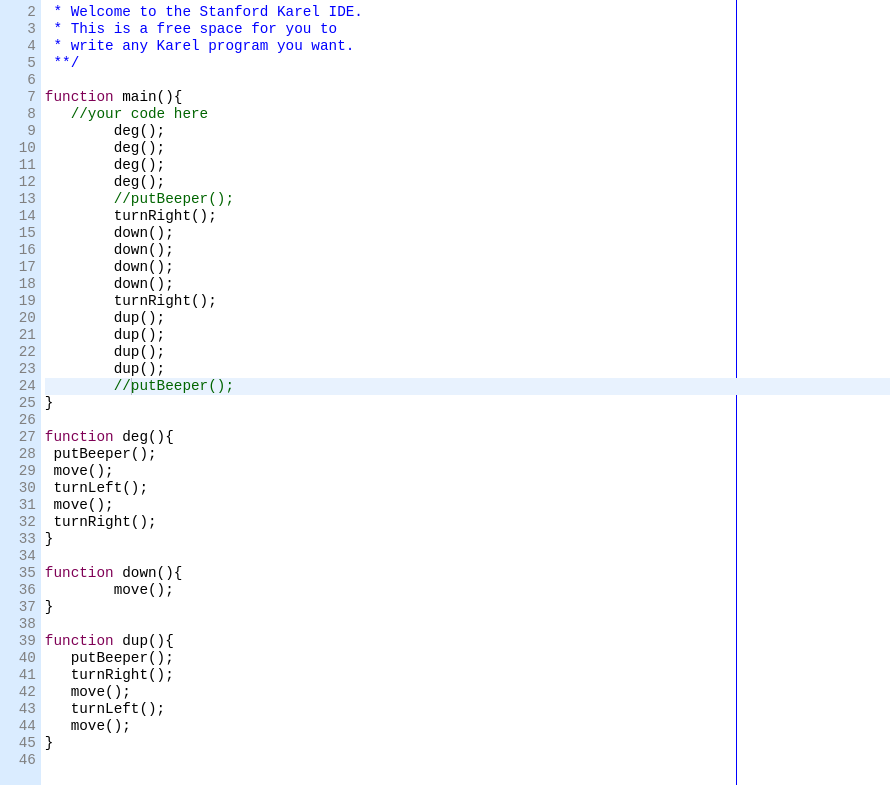 2  * Welcome to the Stanford Karel IDE.
3  * This is a free space for you to
4  * write any Karel program you want.
5  **/
6
7 function main(){
8    //your code here
9         deg();
10         deg();
11         deg();
12         deg();
13         //putBeeper();
14         turnRight();
15         down();
16         down();
17         down();
18         down();
19         turnRight();
20         dup();
21         dup();
22         dup();
23         dup();
24         //putBeeper();
25 }
26
27 function deg(){
28  putBeeper();
29  move();
30  turnLeft();
31  move();
32  turnRight();
33 }
34
35 function down(){
36         move();
37 }
38
39 function dup(){
40    putBeeper();
41    turnRight();
42    move();
43    turnLeft();
44    move();
45 }
46